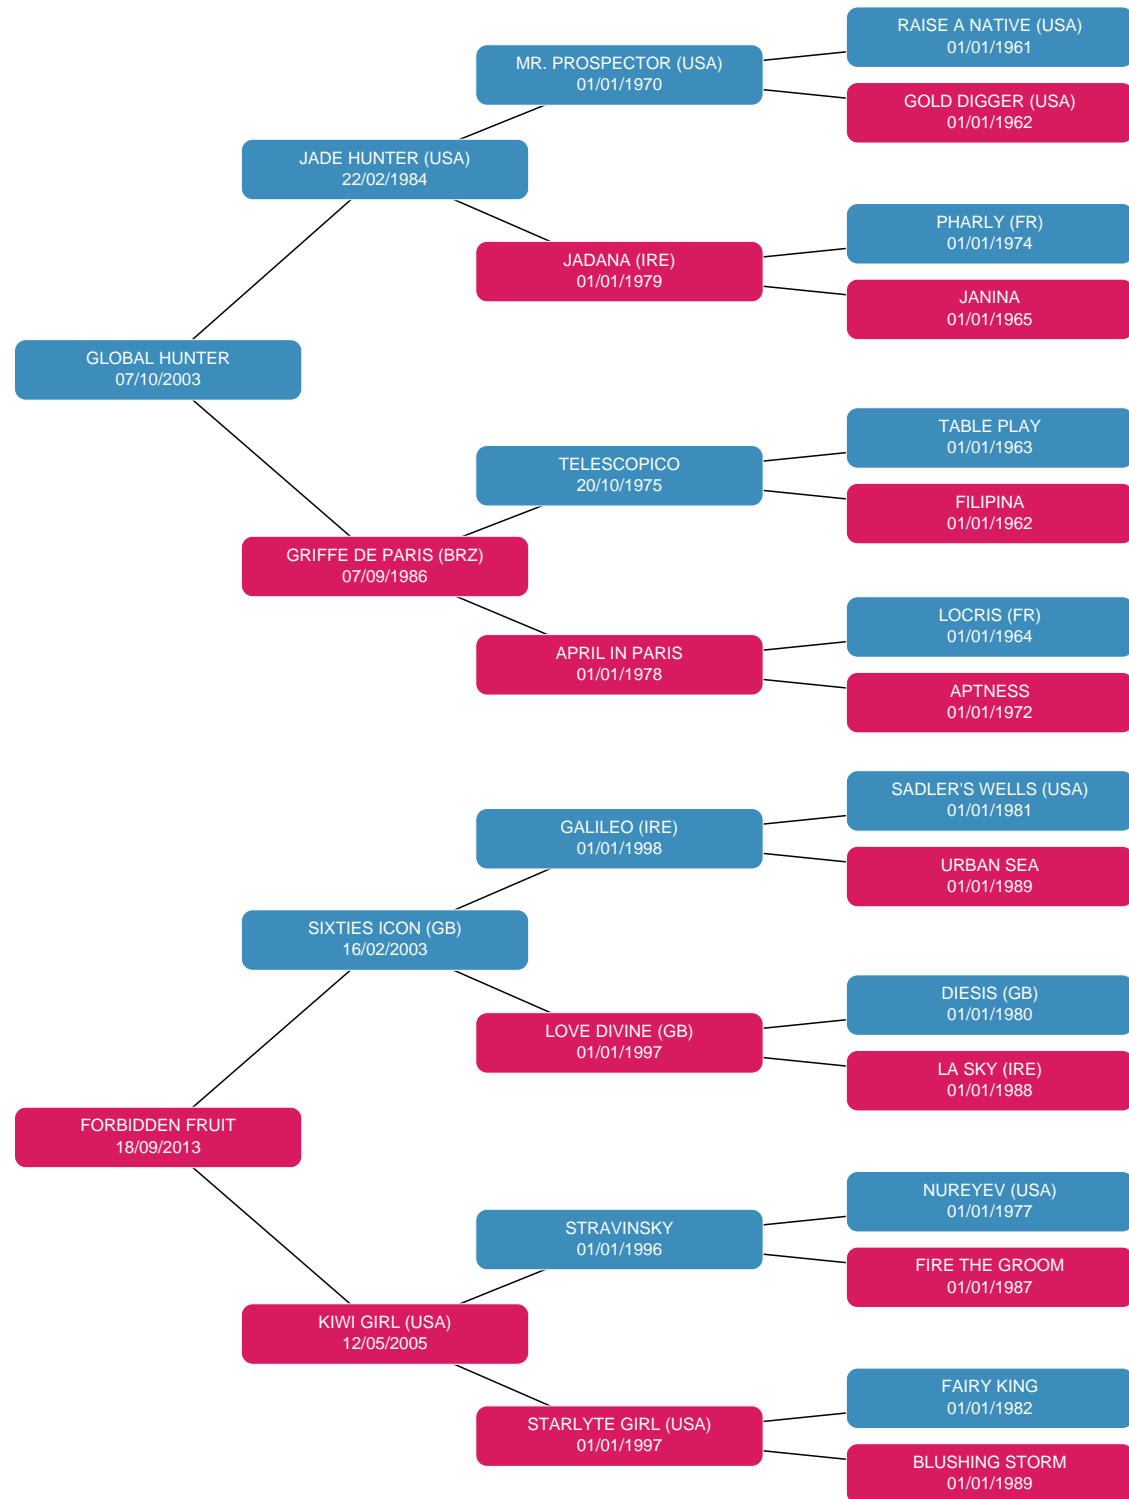 RAISE A NATIVE (USA)
01/01/1961
MR. PROSPECTOR (USA)
01/01/1970
GOLD DIGGER (USA)
01/01/1962
JADE HUNTER (USA)
22/02/1984
PHARLY (FR)
01/01/1974
JADANA (IRE)
01/01/1979
JANINA
01/01/1965
GLOBAL HUNTER
07/10/2003
TABLE PLAY
01/01/1963
TELESCOPICO
20/10/1975
FILIPINA
01/01/1962
GRIFFE DE PARIS (BRZ)
07/09/1986
LOCRIS (FR)
01/01/1964
APRIL IN PARIS
01/01/1978
APTNESS
01/01/1972
SADLER'S WELLS (USA)
01/01/1981
GALILEO (IRE)
01/01/1998
URBAN SEA
01/01/1989
SIXTIES ICON (GB)
16/02/2003
DIESIS (GB)
01/01/1980
LOVE DIVINE (GB)
01/01/1997
LA SKY (IRE)
01/01/1988
FORBIDDEN FRUIT
18/09/2013
NUREYEV (USA)
01/01/1977
STRAVINSKY
01/01/1996
FIRE THE GROOM
01/01/1987
KIWI GIRL (USA)
12/05/2005
FAIRY KING
01/01/1982
STARLYTE GIRL (USA)
01/01/1997
BLUSHING STORM
01/01/1989